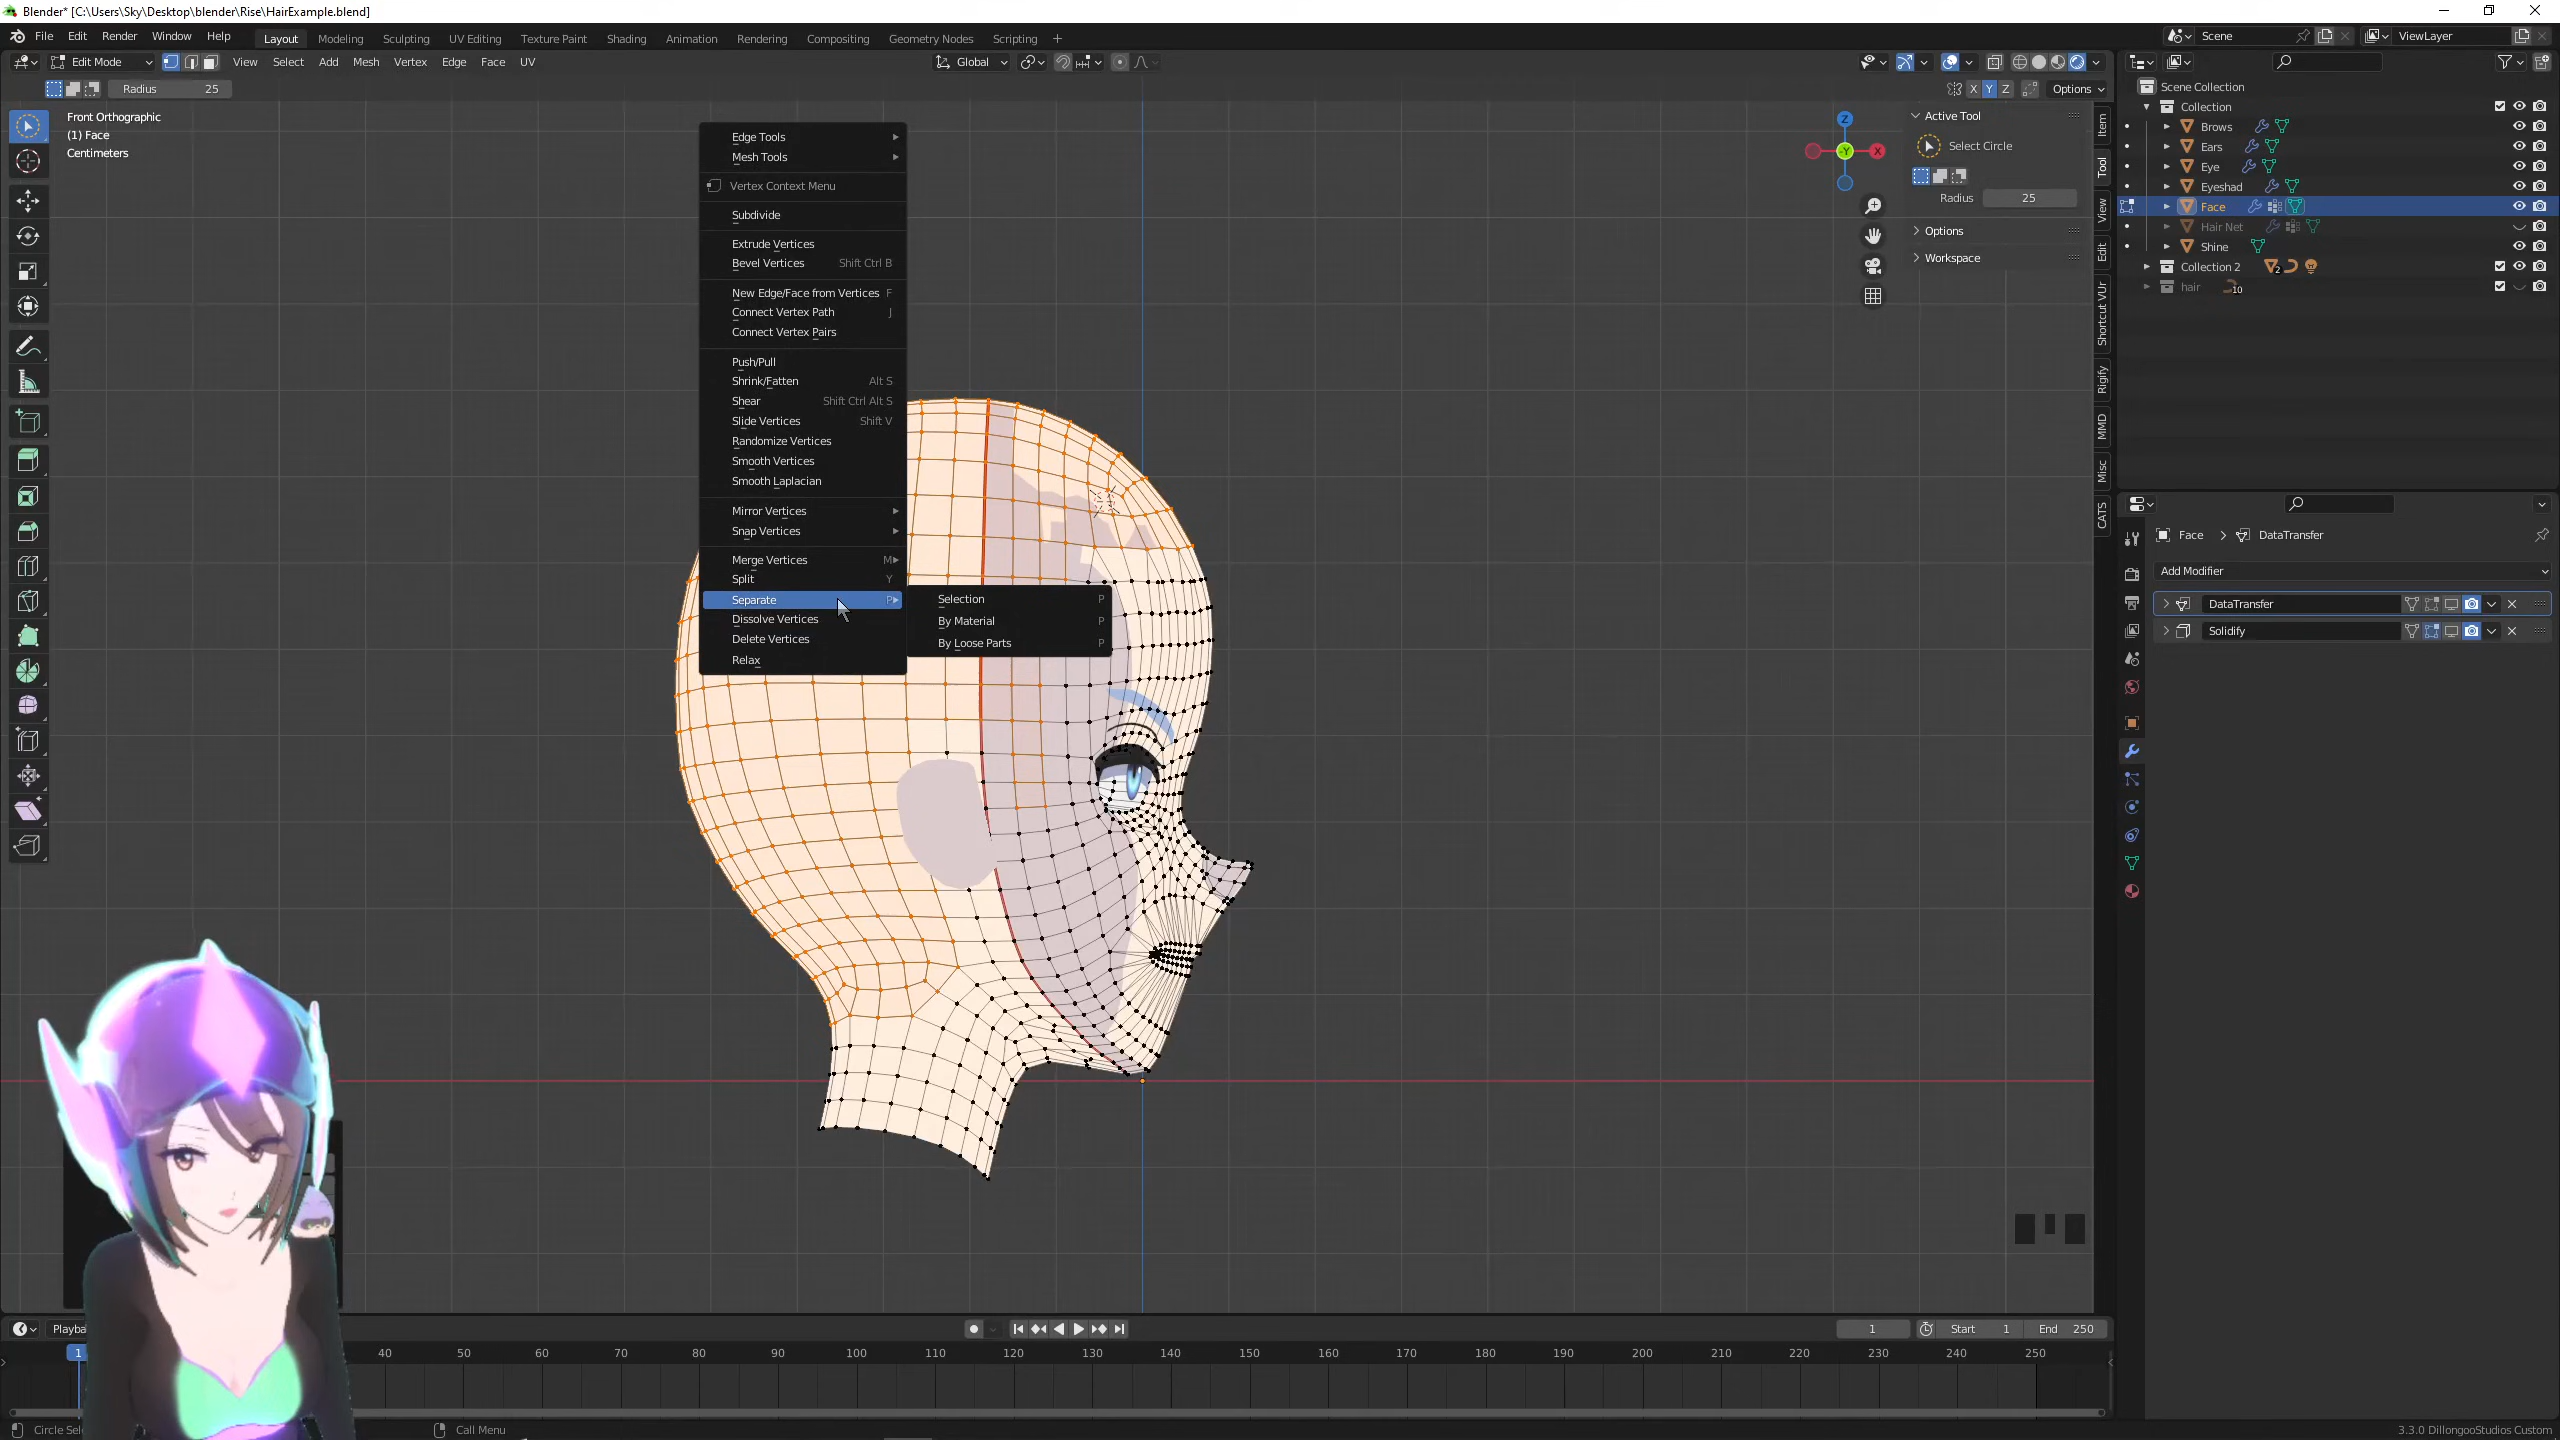 Blender* [C:\Users\Sky\Desktop\blender\Rise\HairExample.blend]
File Edit Render Window Help Layout Modeling Sculpting UV Editing Texture Paint Shading Animation Rendering Compositing Geometry Nodes Scripting + Scene ViewLayer
Edit Mode View Select Add Mesh Vertex Edge Face UV Global
Radius 25 X Y Z Options
Front Orthographic
(1) Face
Centimeters
Edge Tools
Mesh Tools
Vertex Context Menu
Subdivide
Extrude Vertices
Bevel Vertices Shift Ctrl B
New Edge/Face from Vertices F
Connect Vertex Path J
Connect Vertex Pairs
Push/Pull
Shrink/Fatten Alt S
Shear Shift Ctrl Alt S
Slide Vertices Shift V
Randomize Vertices
Smooth Vertices
Smooth Laplacian
Mirror Vertices
Snap Vertices
Merge Vertices M
Split Y
Separate P
Dissolve Vertices
Delete Vertices
Relax
Selection P
By Material P
By Loose Parts P
Z
-Y
X
Active Tool
Select Circle
Radius 25
Options
Workspace
Item
Tool
View
Edit
Shortcut VUr
Rigify
MMD
Misc
CATS
Scene Collection
Collection
Brows
Ears
Eye
Eyeshad
Face
Hair Net
Shine
Collection 2 2
hair 10
Face DataTransfer
Add Modifier
DataTransfer
Solidify
Playba 1 Start 1 End 250
1 40 50 60 70 80 90 100 110 120 130 140 150 160 170 180 190 200 210 220 230 240 250
Circle Sel Call Menu 3.3.0 DillongooStudios Custom